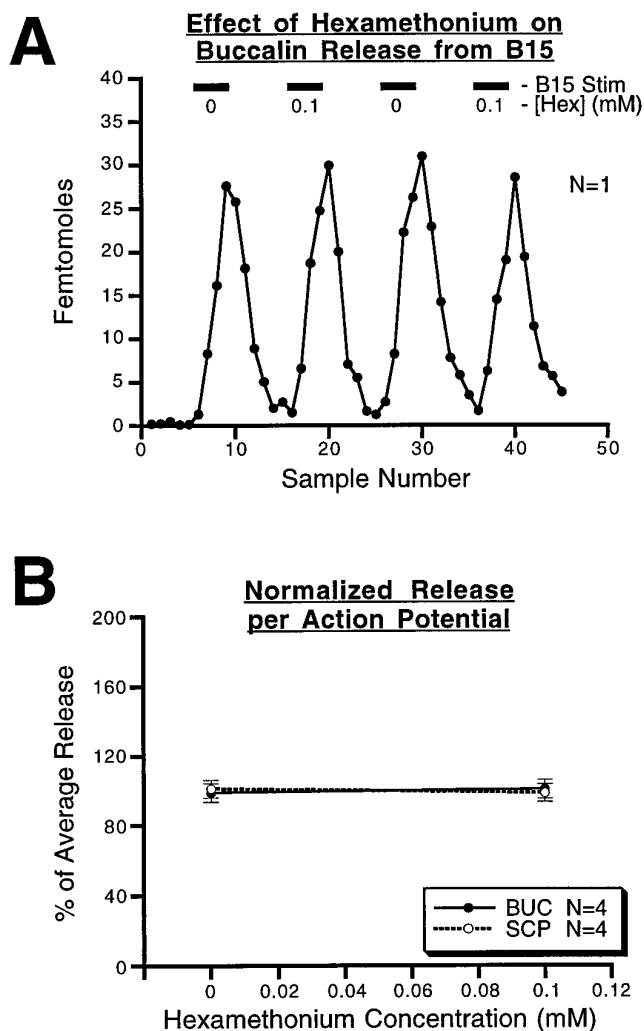 A
Effect of Hexamethonium on
Buccalin Release from B15
40
35
30
25
20
15
10
5
0
Femtomoles
- B15 Stim
0 0.1 0 0.1 - [Hex] (mM)
N=1
0 10 20 30 40 50
Sample Number
B
Normalized Release
per Action Potential
200
160
120
80
40
0
% of Average Release
BUC N=4
SCP N=4
0 0.02 0.04 0.06 0.08 0.1 0.12
Hexamethonium Concentration (mM)